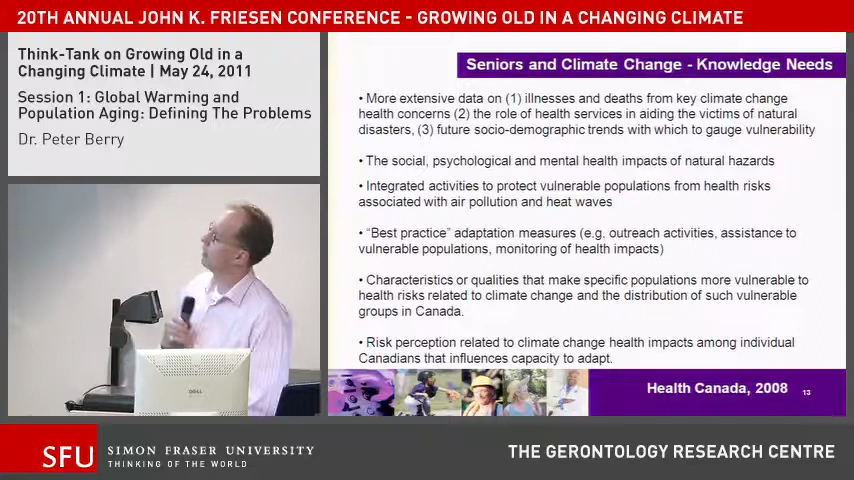 20TH ANNUAL JOHN K. FRIESEN CONFERENCE - GROWING OLD IN A CHANGING CLIMATE
Think-Tank on Growing Old in a
Changing Climate | May 24, 2011
Session 1: Global Warming and
Population Aging: Defining The Problems
Dr. Peter Berry
Seniors and Climate Change - Knowledge Needs
• More extensive data on (1) illnesses and deaths from key climate change
health concerns (2) the role of health services in aiding the victims of natural
disasters, (3) future socio-demographic trends with which to gauge vulnerability
• The social, psychological and mental health impacts of natural hazards
• Integrated activities to protect vulnerable populations from health risks
associated with air pollution and heat waves
• “Best practice” adaptation measures (e.g. outreach activities, assistance to
vulnerable populations, monitoring of health impacts)
• Characteristics or qualities that make specific populations more vulnerable to
health risks related to climate change and the distribution of such vulnerable
groups in Canada.
• Risk perception related to climate change health impacts among individual
Canadians that influences capacity to adapt.
Health Canada, 2008
13
DELL
SFU
SIMON FRASER UNIVERSITY
THINKING OF THE WORLD
THE GERONTOLOGY RESEARCH CENTRE